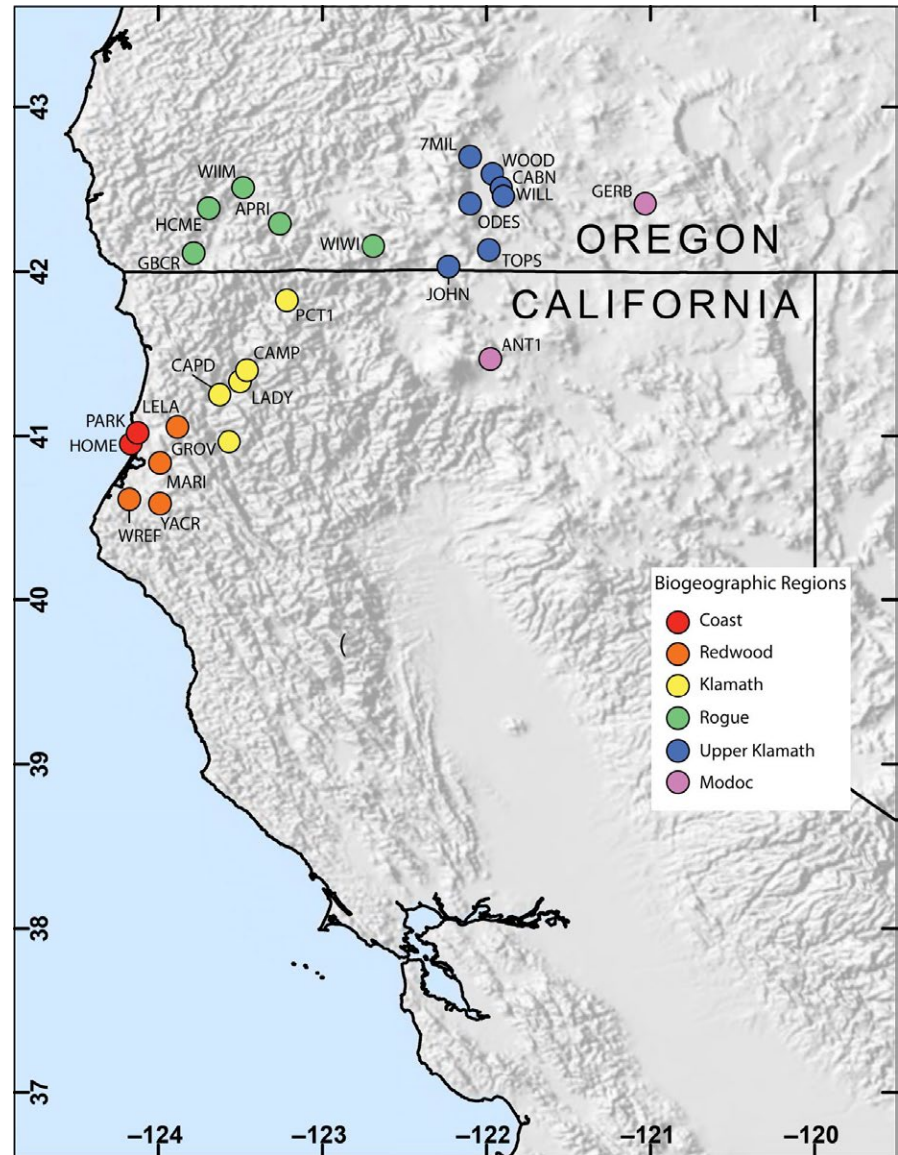 43
7MIL
WOOD
CABN
WILL
WIIM
APRI
HCME
GERB
ODES
GBCR
WIWI
TOPS
OREGON
42
JOHN
CALIFORNIA
PCT1
ANT1
CAMP
CAPD
LADY
LELA
PARK
41
HOME
GROV
MARI
YACR
WREF
40
(
Biogeographic Regions
Coast
Redwood
Klamath
Rogue
Upper Klamath
Modoc
39
38
37
–124
–123
–122
–121
–120